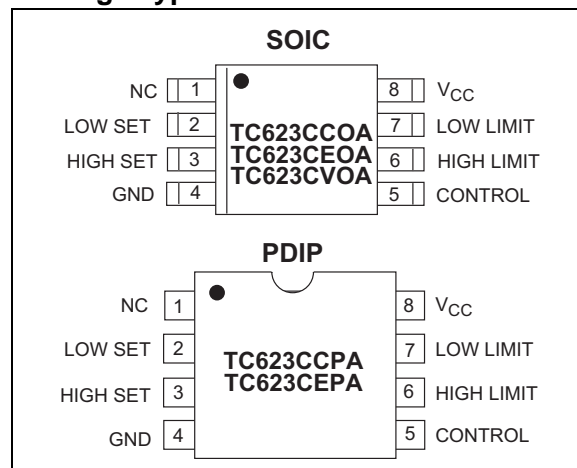 SOIC
NC 1 8 VCC
LOW SET 2 7 LOW LIMIT
HIGH SET 3 6 HIGH LIMIT
GND 4 5 CONTROL
TC623CCOA
TC623CEOA
TC623CVOA
PDIP
NC 1 8 VCC
LOW SET 2 7 LOW LIMIT
HIGH SET 3 6 HIGH LIMIT
GND 4 5 CONTROL
TC623CCPA
TC623CEPA